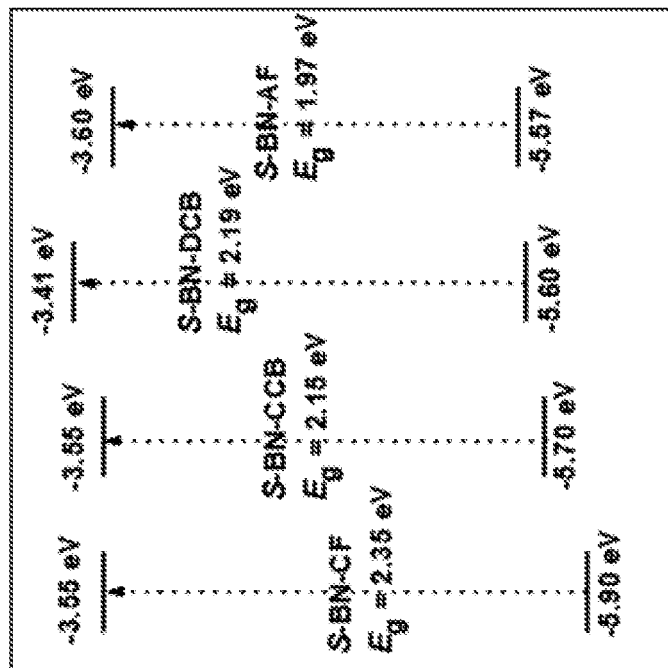 -3.55 eV
S-BN-CF
Eg = 2.35 eV
-5.90 eV
-3.55 eV
S-BN-CCB
Eg = 2.15 eV
-5.70 eV
-3.41 eV
S-BN-DCB
Eg = 2.19 eV
-5.60 eV
-3.60 eV
S-BN-AF
Eg = 1.97 eV
-5.57 eV